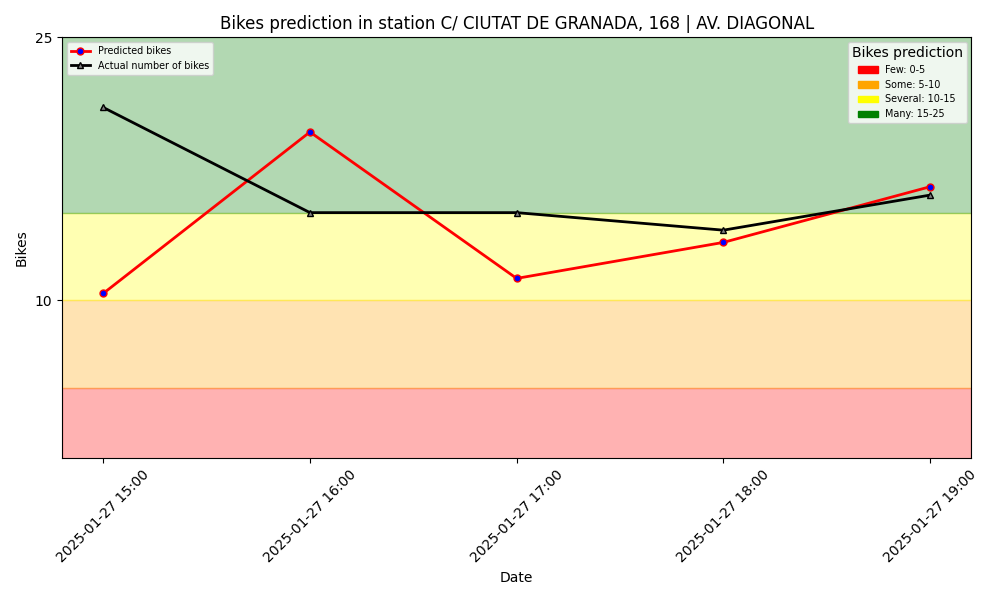 Bikes prediction in station C/ CIUTAT DE GRANADA, 168 | AV. DIAGONAL
25
10
Bikes
Predicted bikes
Actual number of bikes
Bikes prediction
Few: 0-5
Some: 5-10
Several: 10-15
Many: 15-25
2025-01-27 15:00
2025-01-27 16:00
2025-01-27 17:00
2025-01-27 18:00
2025-01-27 19:00
Date